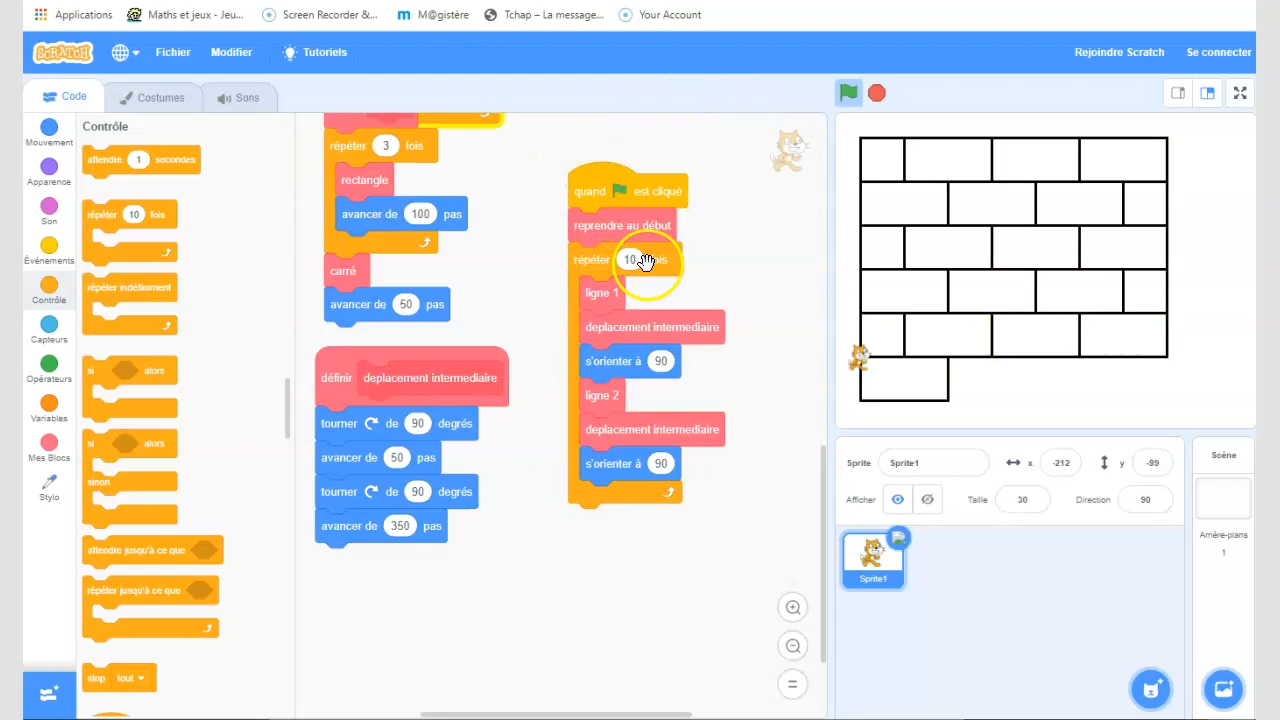 Applications
Maths et jeux - Jeu...
Screen Recorder &...
M@gistère
Tchap – La message...
Your Account
SCRATCH
Fichier
Modifier
Tutoriels
Rejoindre Scratch
Se connecter
Code
Costumes
Sons
Mouvement
Apparence
Son
Événements
Contrôle
Capteurs
Opérateurs
Variables
Mes Blocs
Stylo
Contrôle
attendre 1 secondes
répéter 10 fois
répéter indéfiniment
si alors
si alors
sinon
attendre jusqu'à ce que
répéter jusqu'à ce que
stop tout
répéter 3 fois
rectangle
avancer de 100 pas
carré
avancer de 50 pas
définir deplacement intermediaire
tourner de 90 degrés
avancer de 50 pas
tourner de 90 degrés
avancer de 350 pas
quand est cliqué
reprendre au début
répéter 10 fois
ligne 1
deplacement intermediaire
s'orienter à 90
ligne 2
deplacement intermediaire
s'orienter à 90
Sprite Sprite1 x -212 y -99
Afficher Taille 30 Direction 90
Sprite1
Scène
Arrière-plans
1